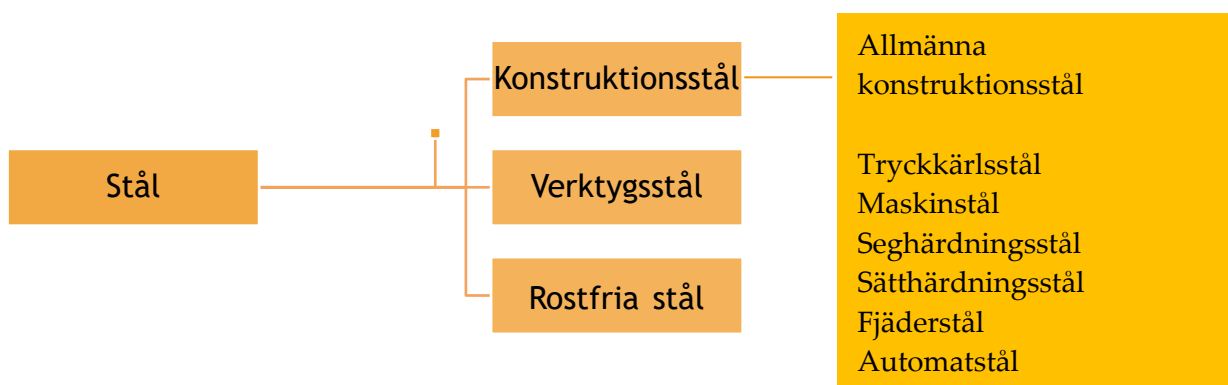 Stål
Konstruktionsstål
Verktygsstål
Rostfria stål
Allmänna
konstruktionsstål
Tryckkärlsstål
Maskinstål
Seghärdningsstål
Sätthärdningsstål
Fjäderstål
Automatstål